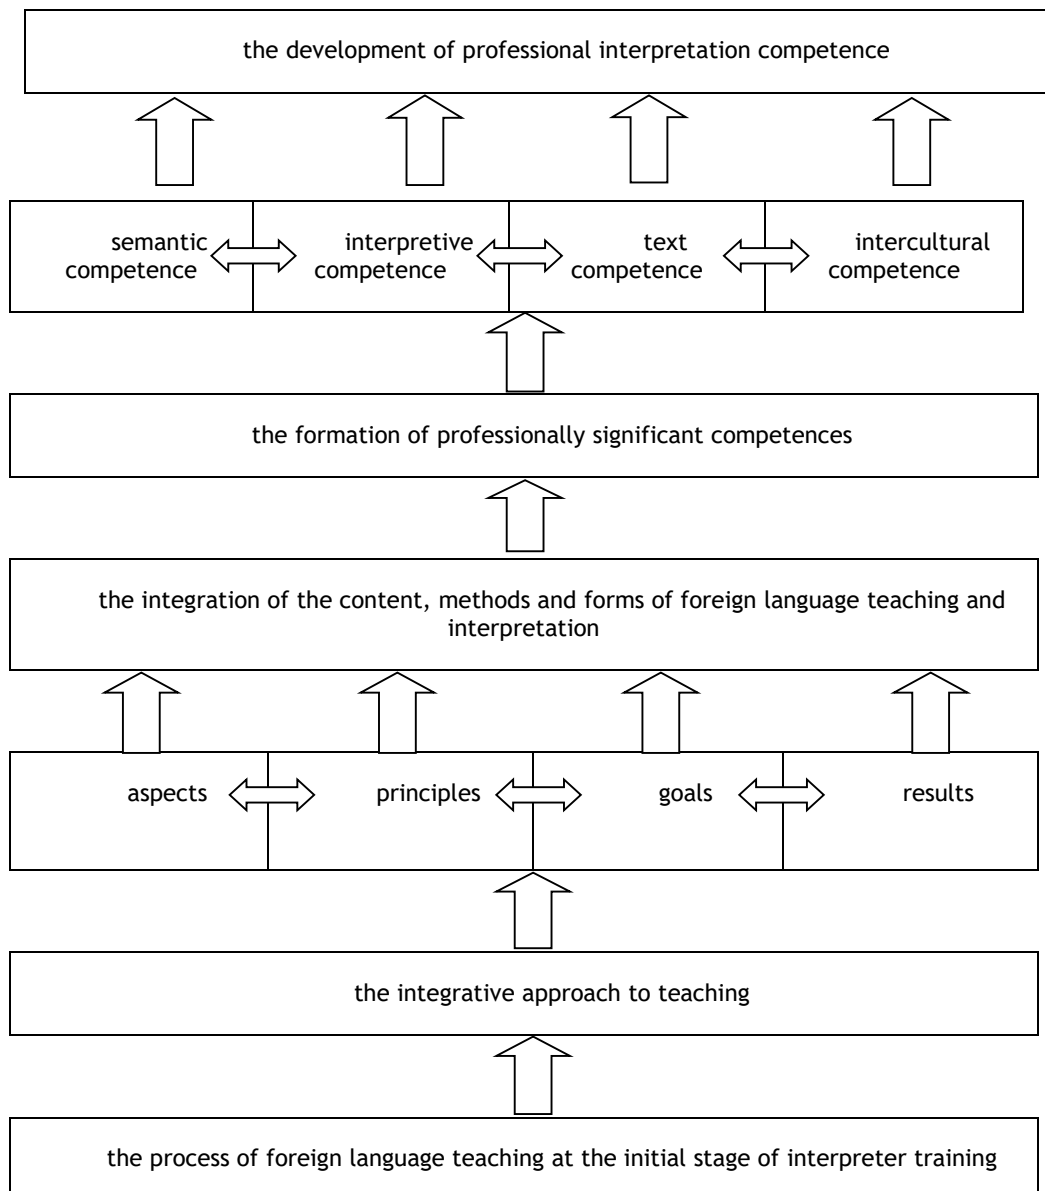 the development of professional interpretation competence
semantic
competence
interpretive
competence
text
competence
intercultural
competence
the formation of professionally significant competences
the integration of the content, methods and forms of foreign language teaching and
interpretation
aspects
principles
goals
results
the integrative approach to teaching
the process of foreign language teaching at the initial stage of interpreter training